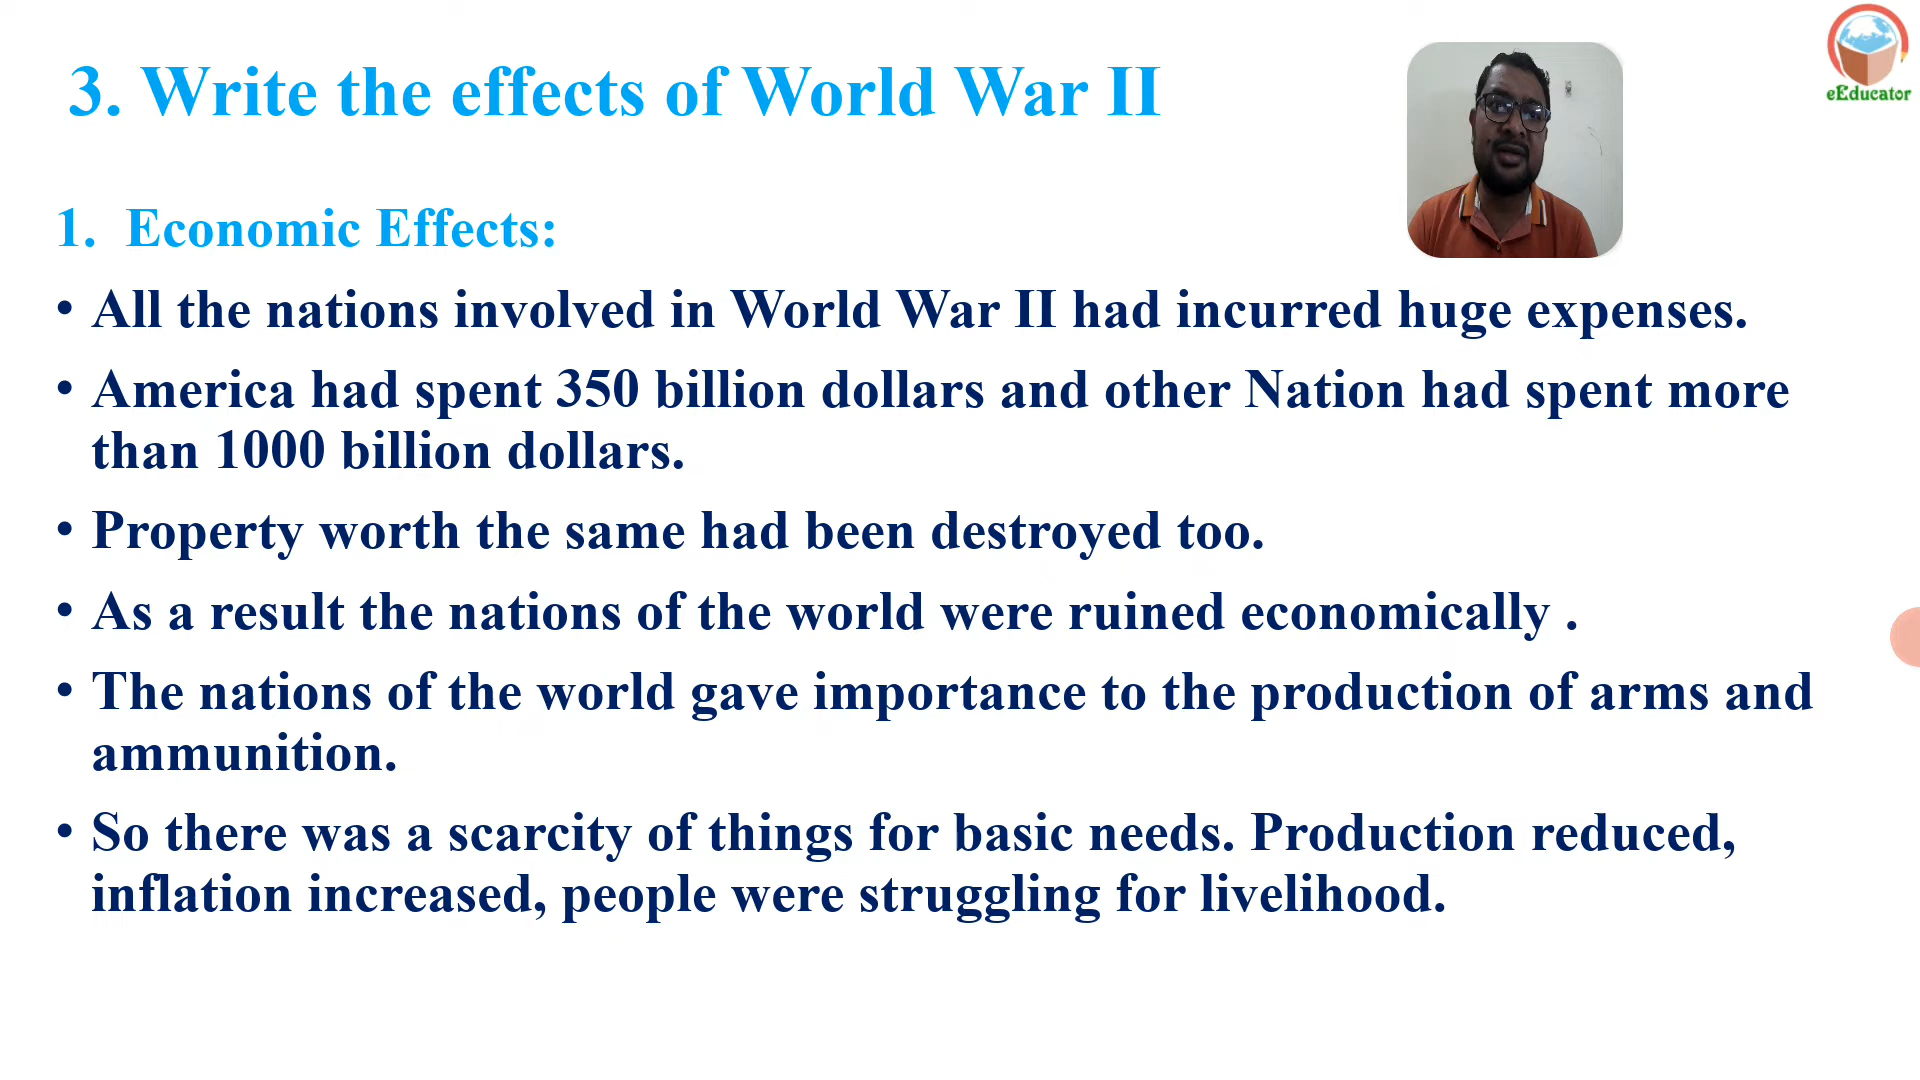 3. Write the effects of World War II
eEducator
1. Economic Effects:
• All the nations involved in World War II had incurred huge expenses.
• America had spent 350 billion dollars and other Nation had spent more
than 1000 billion dollars.
• Property worth the same had been destroyed too.
• As a result the nations of the world were ruined economically .
• The nations of the world gave importance to the production of arms and
ammunition.
• So there was a scarcity of things for basic needs. Production reduced,
inflation increased, people were struggling for livelihood.